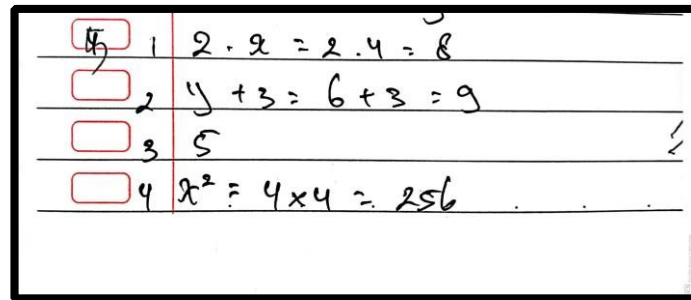 4) 1 2 . x = 2 . 4 = 8
2 y + 3 = 6 + 3 = 9
3 5
4 x² = 4 × 4 = 256